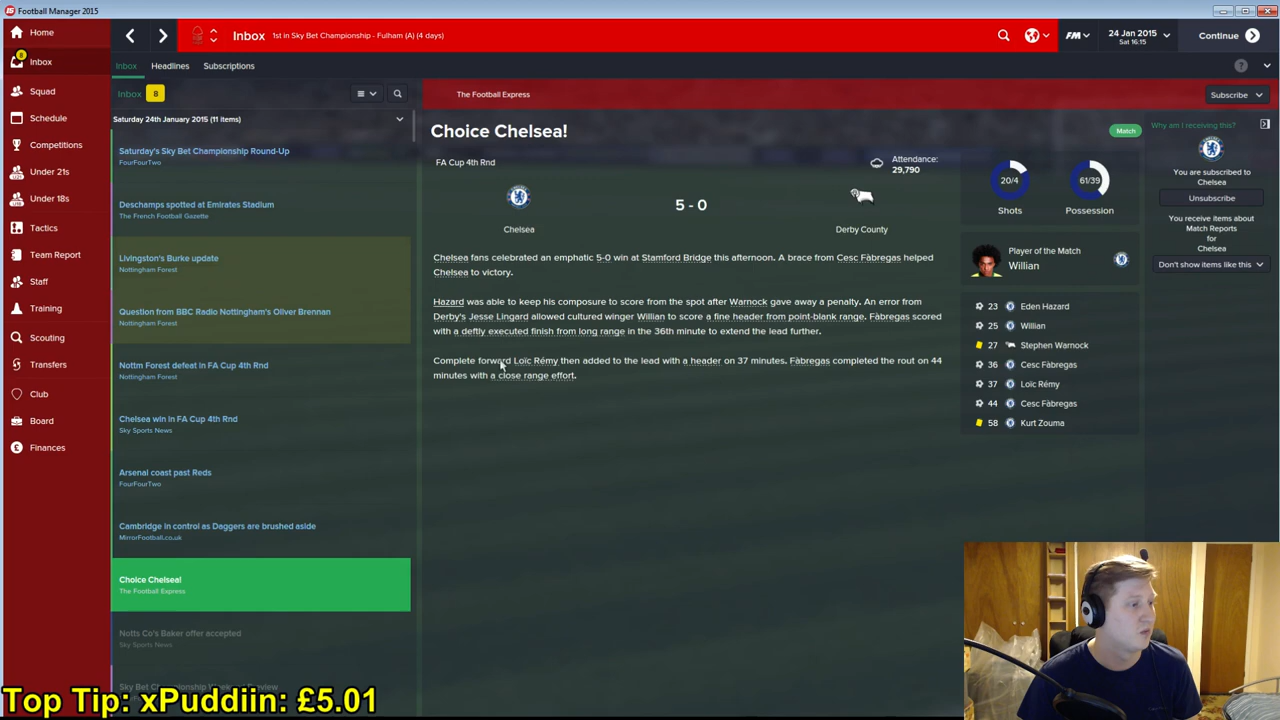 Football Manager 2015
Home
Inbox
8
Squad
Schedule
Competitions
Under 21s
Under 18s
Tactics
Team Report
Staff
Training
Scouting
Transfers
Club
Board
Finances
Inbox 1st in Sky Bet Championship - Fulham (A) (4 days)
FM
24 Jan 2015
Sat 16:15
Continue
Inbox Headlines Subscriptions
Inbox 8
Saturday 24th January 2015 (11 items)
Saturday's Sky Bet Championship Round-Up
FourFourTwo
Deschamps spotted at Emirates Stadium
The French Football Gazette
Livingston's Burke update
Nottingham Forest
Question from BBC Radio Nottingham's Oliver Brennan
Nottingham Forest
Nottm Forest defeat in FA Cup 4th Rnd
Nottingham Forest
Chelsea win in FA Cup 4th Rnd
Sky Sports News
Arsenal coast past Reds
FourFourTwo
Cambridge in control as Daggers are brushed aside
MirrorFootball.co.uk
Choice Chelsea!
The Football Express
Notts Co's Baker offer accepted
Sky Sports News
The Football Express
Subscribe
Choice Chelsea!
Match
FA Cup 4th Rnd
Attendance:
29,790
5 - 0
Chelsea
Derby County
Chelsea fans celebrated an emphatic 5-0 win at Stamford Bridge this afternoon. A brace from Cesc Fàbregas helped
Chelsea to victory.
Hazard was able to keep his composure to score from the spot after Warnock gave away a penalty. An error from
Derby's Jesse Lingard allowed cultured winger Willian to score a fine header from point-blank range. Fàbregas scored
with a deftly executed finish from long range in the 36th minute to extend the lead further.
Complete forward Loïc Rémy then added to the lead with a header on 37 minutes. Fàbregas completed the rout on 44
minutes with a close range effort.
20/4
61/39
Shots
Possession
Player of the Match
Willian
23 Eden Hazard
25 Willian
27 Stephen Warnock
36 Cesc Fàbregas
37 Loïc Rémy
44 Cesc Fàbregas
58 Kurt Zouma
Why am I receiving this?
You are subscribed to
Chelsea
Unsubscribe
You receive items about
Match Reports
for
Chelsea
Don't show items like this
Top Tip: xPuddiin: £5.01